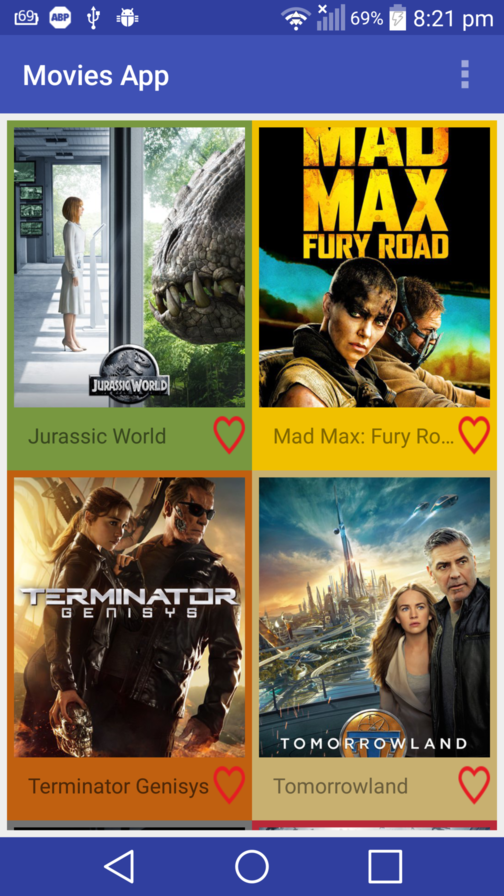 69
ABP
69%
8:21 pm
Movies App
JURASSIC WORLD
Jurassic World
MAD
MAX
FURY ROAD
Mad Max: Fury Ro...
TERMINATOR
GENISYS
Terminator Genisys
TOMORROWLAND
Tomorrowland